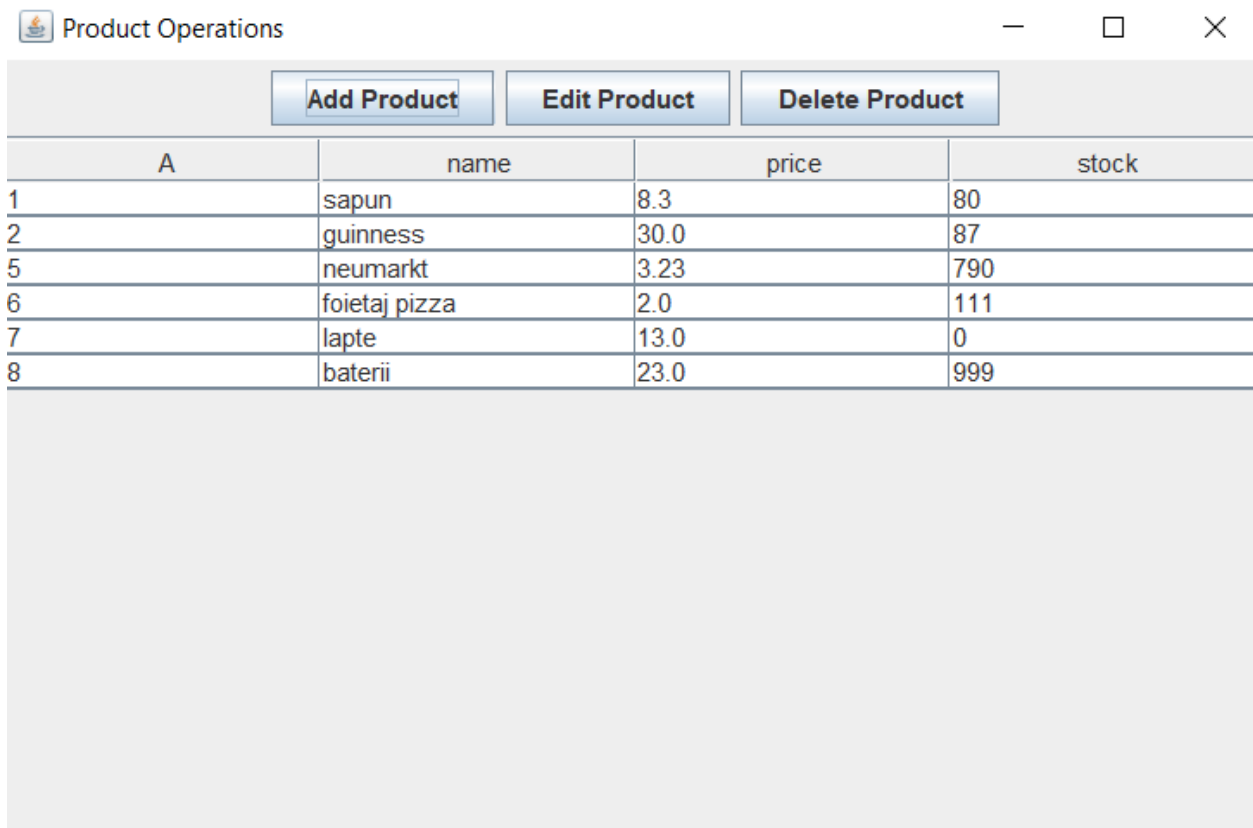 Product Operations
Add Product Edit Product Delete Product
A name price stock
1 sapun 8.3 80
2 guinness 30.0 87
5 neumarkt 3.23 790
6 foietaj pizza 2.0 111
7 lapte 13.0 0
8 baterii 23.0 999